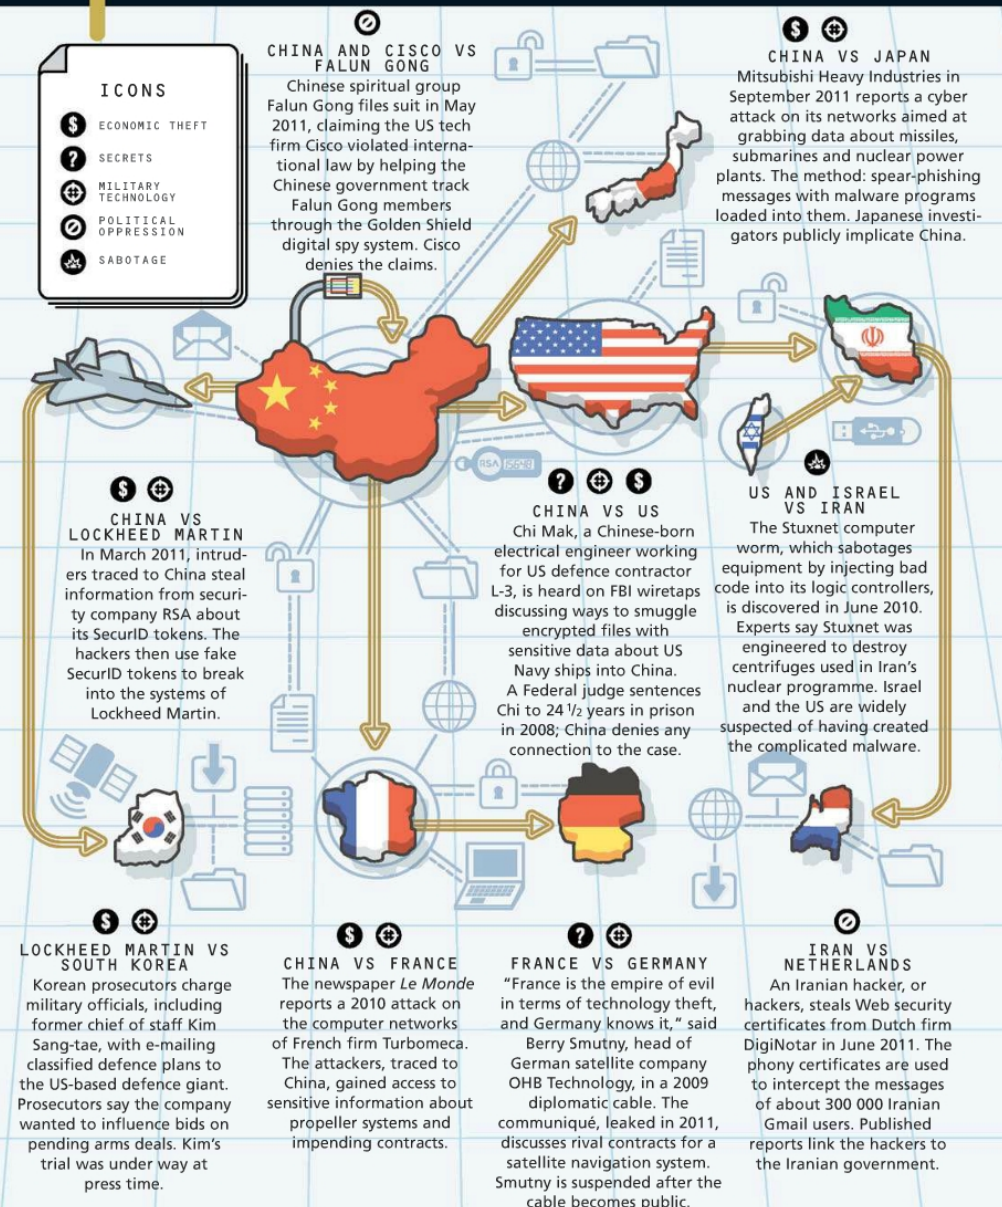 ICONS
ECONOMIC THEFT
SECRETS
MILITARY
TECHNOLOGY
POLITICAL
OPPRESSION
SABOTAGE
CHINA AND CISCO VS
FALUN GONG
Chinese spiritual group
Falun Gong files suit in May
2011, claiming the US tech
firm Cisco violated interna-
tional law by helping the
Chinese government track
Falun Gong members
through the Golden Shield
digital spy system. Cisco
denies the claims.
CHINA VS JAPAN
Mitsubishi Heavy Industries in
September 2011 reports a cyber
attack on its networks aimed at
grabbing data about missiles,
submarines and nuclear power
plants. The method: spear-phishing
messages with malware programs
loaded into them. Japanese investi-
gators publicly implicate China.
RSA 15648
CHINA VS
LOCKHEED MARTIN
In March 2011, intrud-
ers traced to China steal
information from securi-
ty company RSA about
its SecurID tokens. The
hackers then use fake
SecurID tokens to break
into the systems of
Lockheed Martin.
CHINA VS US
Chi Mak, a Chinese-born
electrical engineer working
for US defence contractor
L-3, is heard on FBI wiretaps
discussing ways to smuggle
encrypted files with
sensitive data about US
Navy ships into China.
A Federal judge sentences
Chi to 24 1/2 years in prison
in 2008; China denies any
connection to the case.
US AND ISRAEL
VS IRAN
The Stuxnet computer
worm, which sabotages
equipment by injecting bad
code into its logic controllers,
is discovered in June 2010.
Experts say Stuxnet was
engineered to destroy
centrifuges used in Iran's
nuclear programme. Israel
and the US are widely
suspected of having created
the complicated malware.
LOCKHEED MARTIN VS
SOUTH KOREA
Korean prosecutors charge
military officials, including
former chief of staff Kim
Sang-tae, with e-mailing
classified defence plans to
the US-based defence giant.
Prosecutors say the company
wanted to influence bids on
pending arms deals. Kim's
trial was under way at
press time.
CHINA VS FRANCE
The newspaper Le Monde
reports a 2010 attack on
the computer networks
of French firm Turbomeca.
The attackers, traced to
China, gained access to
sensitive information about
propeller systems and
impending contracts.
FRANCE VS GERMANY
"France is the empire of evil
in terms of technology theft,
and Germany knows it," said
Berry Smutny, head of
German satellite company
OHB Technology, in a 2009
diplomatic cable. The
communiqué, leaked in 2011,
discusses rival contracts for a
satellite navigation system.
Smutny is suspended after the
cable becomes public.
IRAN VS
NETHERLANDS
An Iranian hacker, or
hackers, steals Web security
certificates from Dutch firm
DigiNotar in June 2011. The
phony certificates are used
to intercept the messages
of about 300 000 Iranian
Gmail users. Published
reports link the hackers to
the Iranian government.